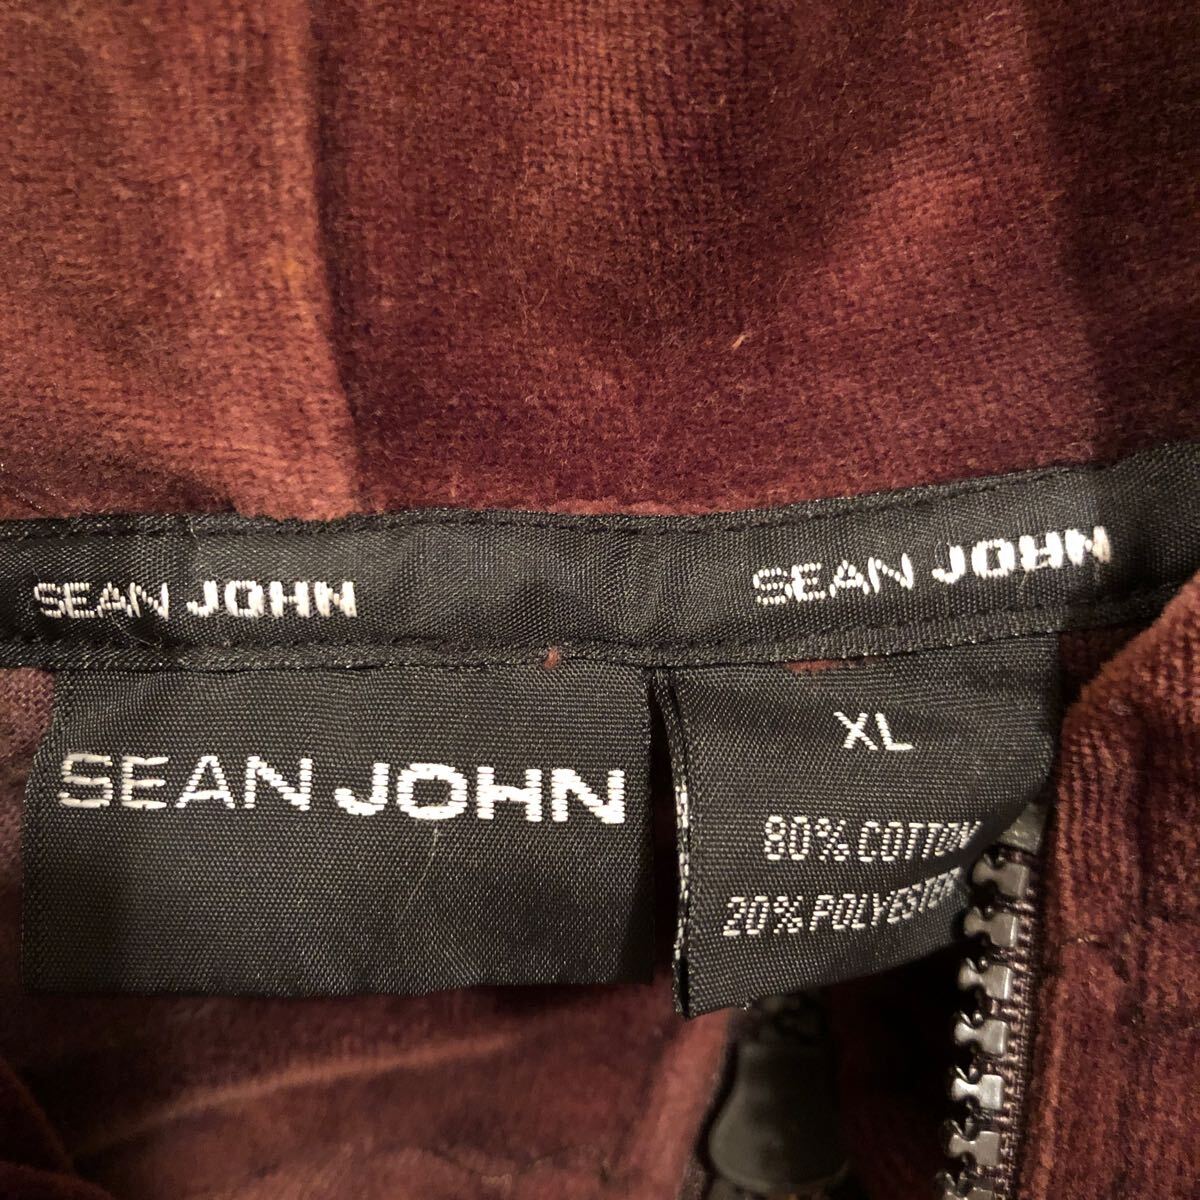 SEAN JOHN
SEAN JOHN
SEAN JOHN
XL
80% COTTON
20% POLYESTER